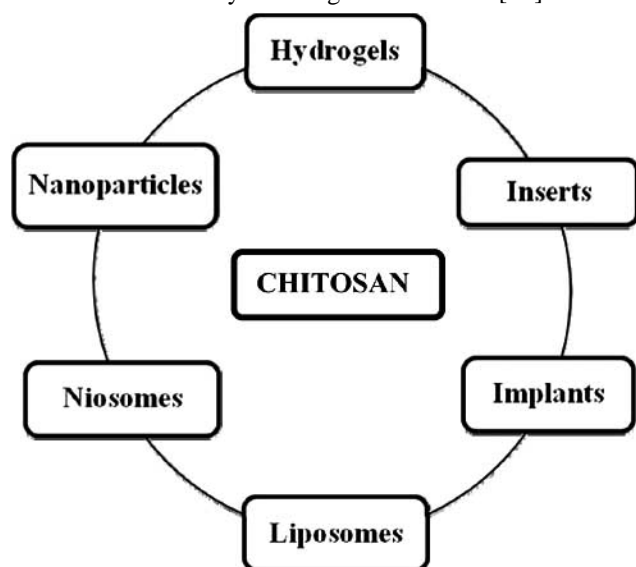 Hydrogels
Nanoparticles
Inserts
CHITOSAN
Niosomes
Implants
Liposomes